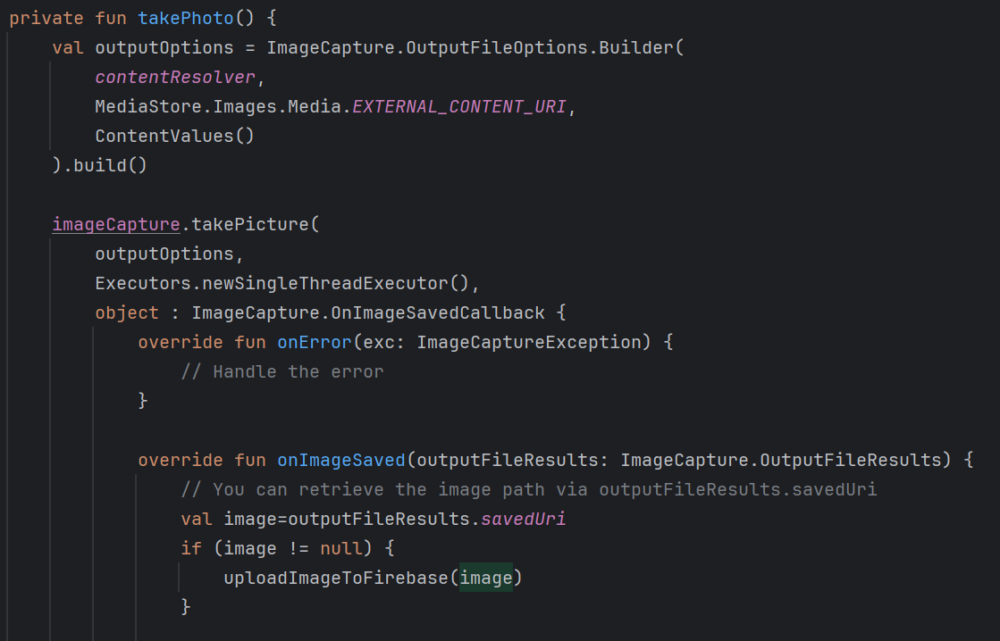 private fun takePhoto() {
    val outputOptions = ImageCapture.OutputFileOptions.Builder(
        contentResolver,
        MediaStore.Images.Media.EXTERNAL_CONTENT_URI,
        ContentValues()
    ).build()

    imageCapture.takePicture(
        outputOptions,
        Executors.newSingleThreadExecutor(),
        object : ImageCapture.OnImageSavedCallback {
            override fun onError(exc: ImageCaptureException) {
                // Handle the error
            }

            override fun onImageSaved(outputFileResults: ImageCapture.OutputFileResults) {
                // You can retrieve the image path via outputFileResults.savedUri
                val image=outputFileResults.savedUri
                if (image != null) {
                    uploadImageToFirebase(image)
                }